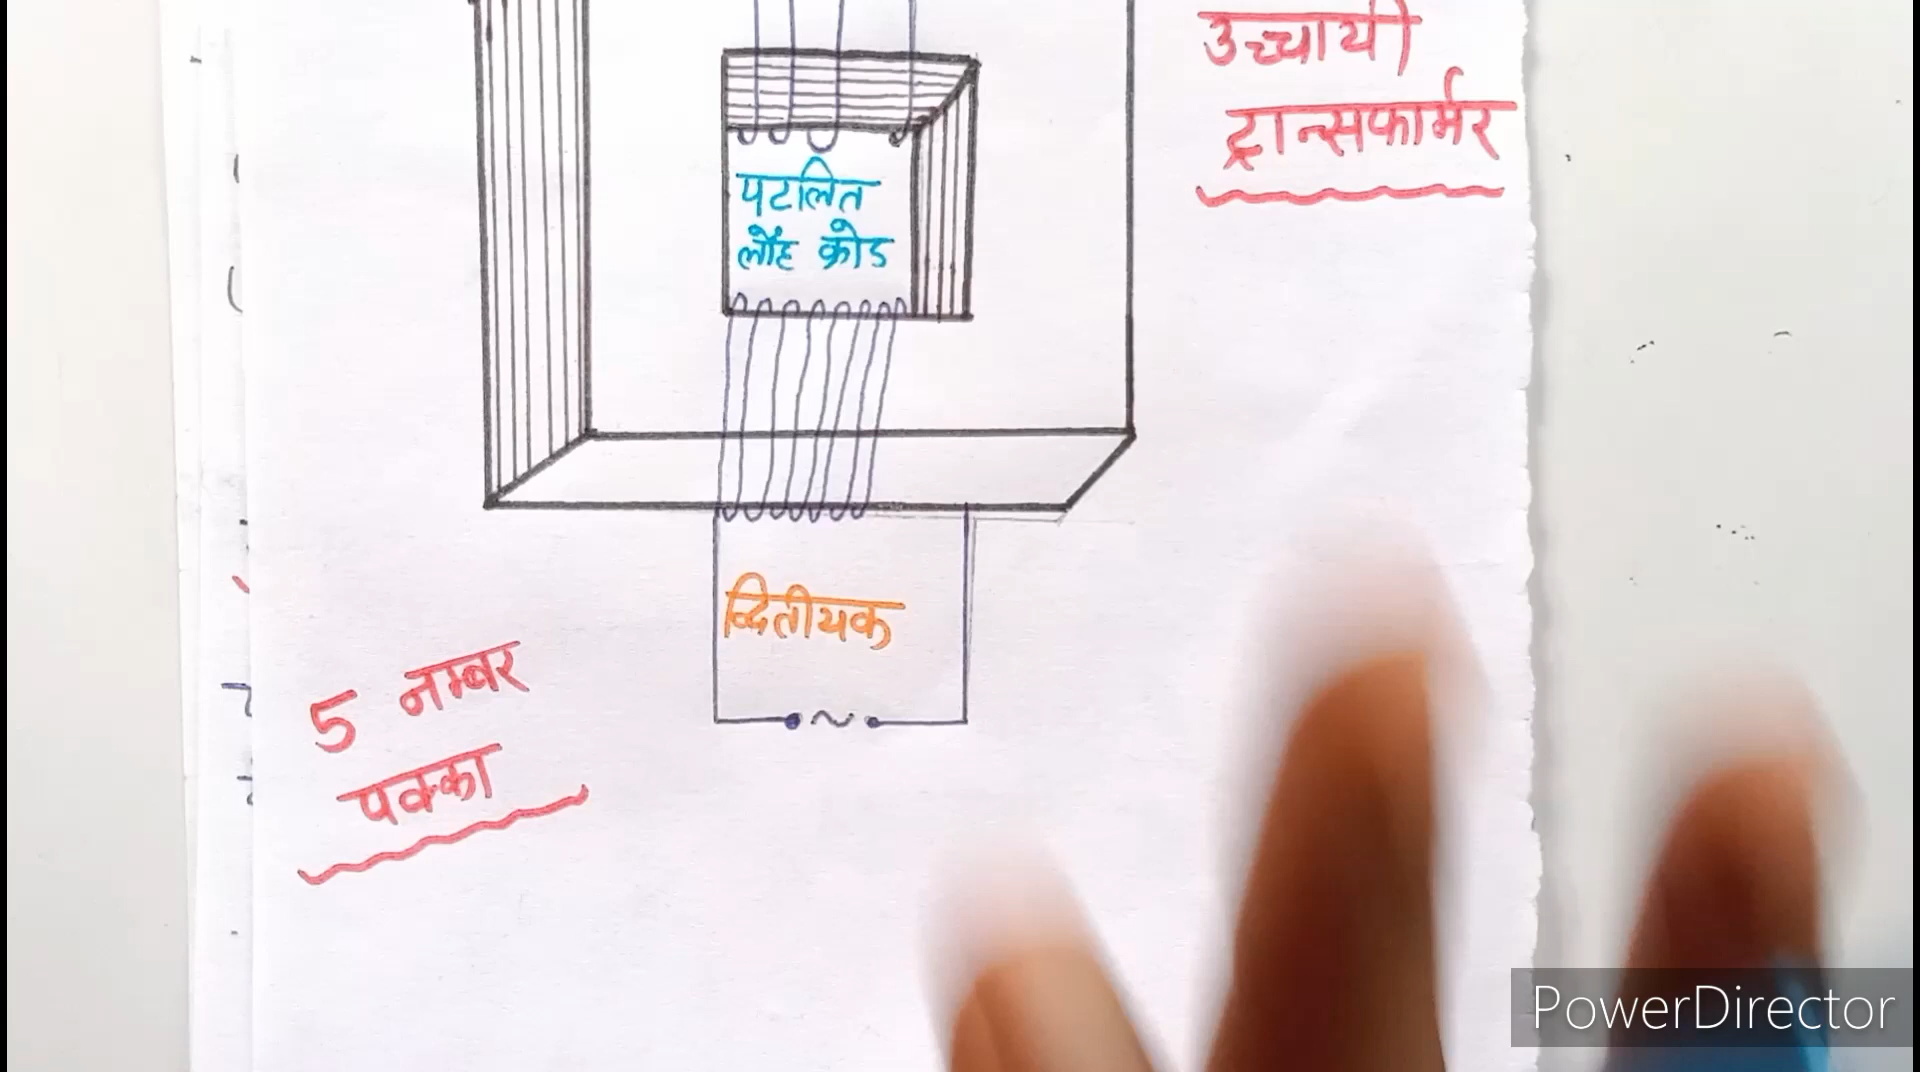 उच्चायी
ट्रान्सफार्मर
पटलित
लौह क्रोड
द्वितीयक
5 नम्बर
पक्का
PowerDirector